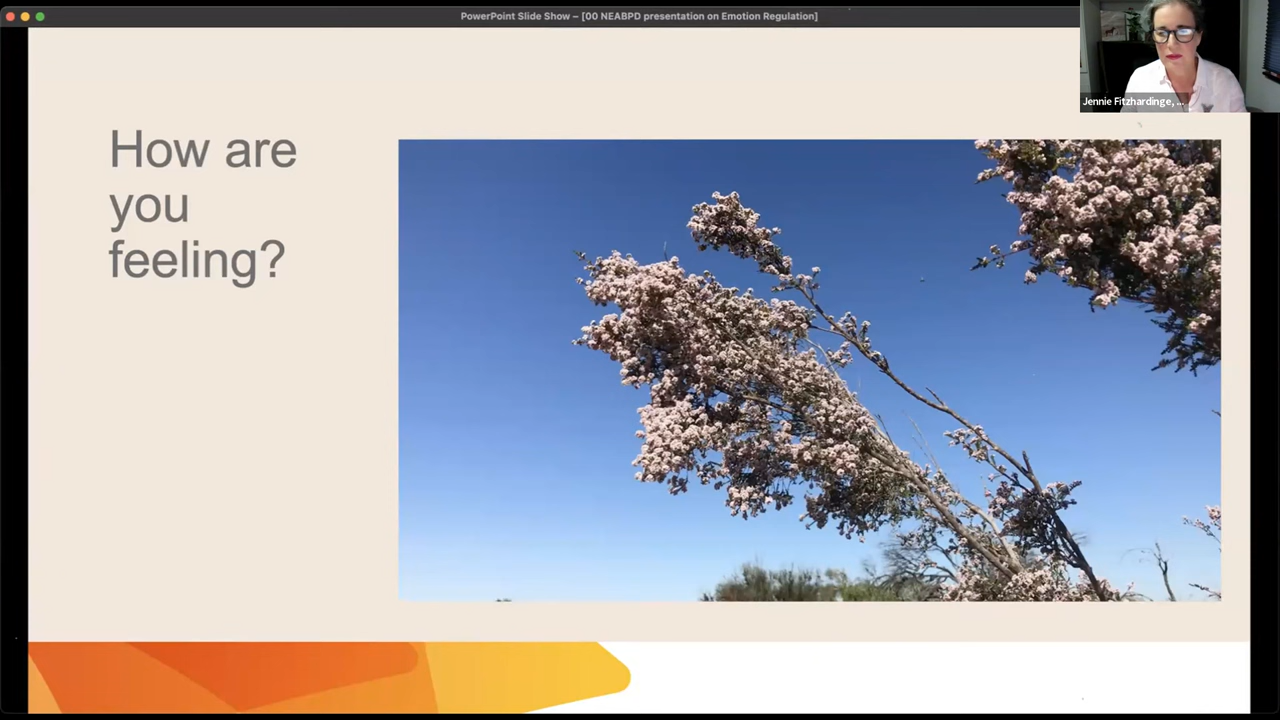 PowerPoint Slide Show – [00 NEABPD presentation on Emotion Regulation]
Jennie Fitzhardinge, ...
How are
you
feeling?